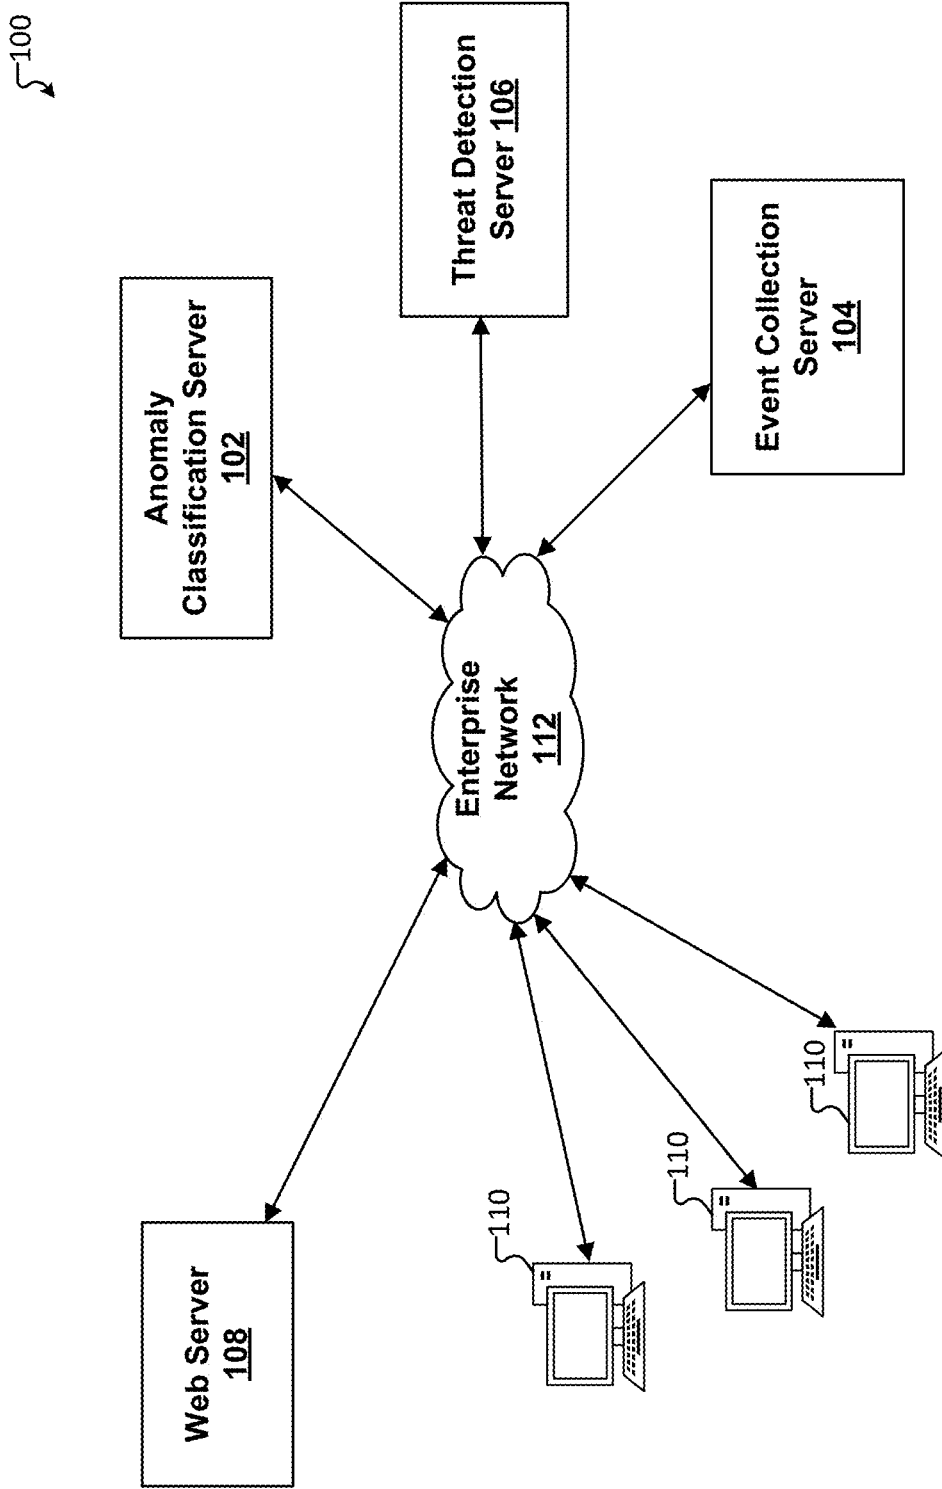 100
Web Server
108
Anomaly
Classification Server
102
Threat Detection
Server 106
Enterprise
Network
112
Event Collection
Server
104
110
110
110